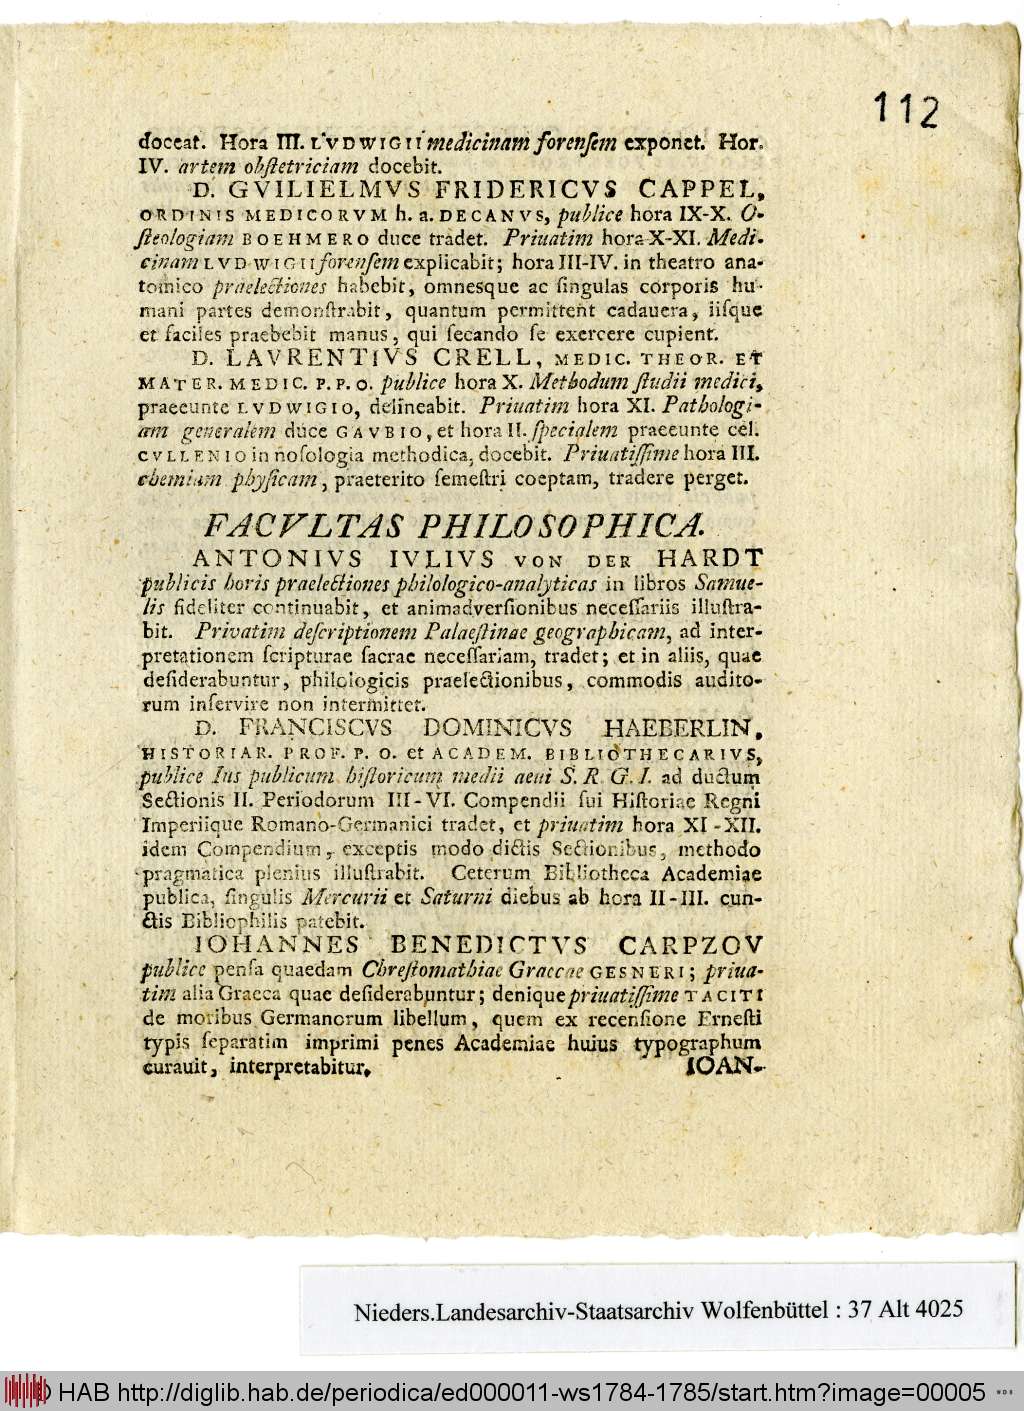 112
doceat. Hora III. LVDWIGII medicinam forenſem exponet. Hor.
IV. artem obſtetriciam docebit.
D. GVILIELMVS FRIDERICVS CAPPEL,
ORDINIS MEDICORVM h. a. DECANVS, publice hora IX-X. O-
ſteologiam BOEHMERO duce tradet. Priuatim hora X-XI. Medi-
cinam LVDWIGII forenſem explicabit; hora III-IV. in theatro ana-
tomico praelectiones habebit, omnesque ac ſingulas corporis hu-
mani partes demonſtrabit, quantum permittent cadauera, iiſque
et faciles praebebit manus, qui ſecando ſe exercere cupient.
D. LAVRENTIVS CRELL, MEDIC. THEOR. ET
MATER. MEDIC. P. P. O. publice hora X. Methodum ſtudii medici,
praeeunte LVDWIGIO, delineabit. Priuatim hora XI. Pathologi-
am generalem duce GAVBIO, et hora II. ſpecialem praeeunte cel.
CVLLENIO in noſologia methodica, docebit. Priuatiſſime hora III.
chemiam phyſicam, praeterito ſemeſtri coeptam, tradere perget.
FACVLTAS PHILOSOPHICA.
ANTONIVS IVLIVS VON DER HARDT
publicis horis praelectiones philologico-analyticas in libros Samue-
lis fideliter continuabit, et animadverſionibus neceſſariis illuſtra-
bit. Privatim deſcriptionem Palaeſtinae geographicam, ad inter-
pretationem ſcripturae ſacrae neceſſariam, tradet; et in aliis, quae
deſiderabuntur, philologicis praelectionibus, commodis audito-
rum inſervire non intermittet.
D. FRANCISCVS DOMINICVS HAEBERLIN,
HISTORIAR. PROF. P. O. et ACADEM. BIBLIOTHECARIVS,
publice Ius publicum hiſtoricum medii aeui S. R. G. I. ad ductum
Sectionis II. Periodorum III-VI. Compendii ſui Hiſtoriae Regni
Imperiique Romano-Germanici tradet, et priuatim hora XI-XII.
idem Compendium, exceptis modo dictis Sectionibus, methodo
pragmatica plenius illuſtrabit. Ceterum Bibliotheca Academiae
publica, ſingulis Mercurii et Saturni diebus ab hora II-III. cun-
ctis Bibliophilis patebit.
IOHANNES BENEDICTVS CARPZOV
publice penſa quaedam Chreſtomathiae Graecae GESNERI; priua-
tim alia Graeca quae deſiderabuntur; denique priuatiſſime TACITI
de moribus Germanorum libellum, quem ex recenſione Erneſti
typis ſeparatim imprimi penes Academiae huius typographum
curauit, interpretabitur.
IOAN-
Nieders.Landesarchiv-Staatsarchiv Wolfenbüttel : 37 Alt 4025
© HAB http://diglib.hab.de/periodica/ed000011-ws1784-1785/start.htm?image=00005